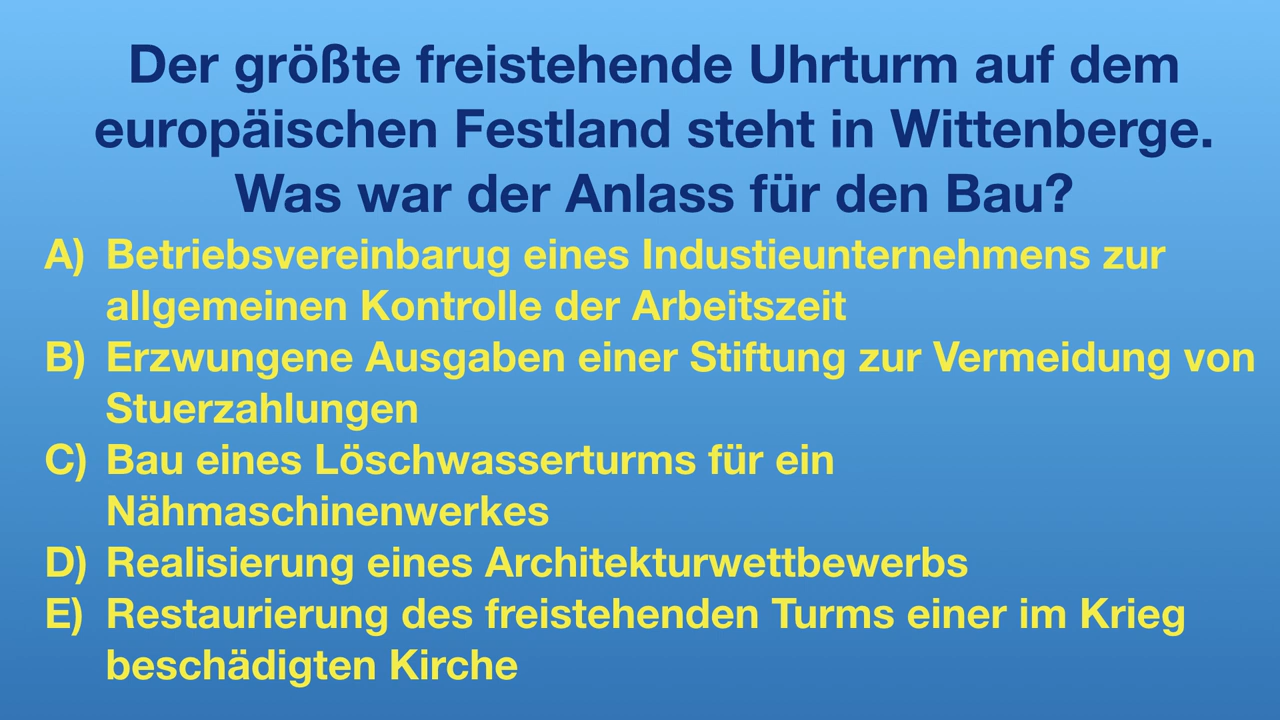 Der größte freistehende Uhrturm auf dem
europäischen Festland steht in Wittenberge.
Was war der Anlass für den Bau?
A) Betriebsvereinbarug eines Industieunternehmens zur
allgemeinen Kontrolle der Arbeitszeit
B) Erzwungene Ausgaben einer Stiftung zur Vermeidung von
Stuerzahlungen
C) Bau eines Löschwasserturms für ein
Nähmaschinenwerkes
D) Realisierung eines Architekturwettbewerbs
E) Restaurierung des freistehenden Turms einer im Krieg
beschädigten Kirche